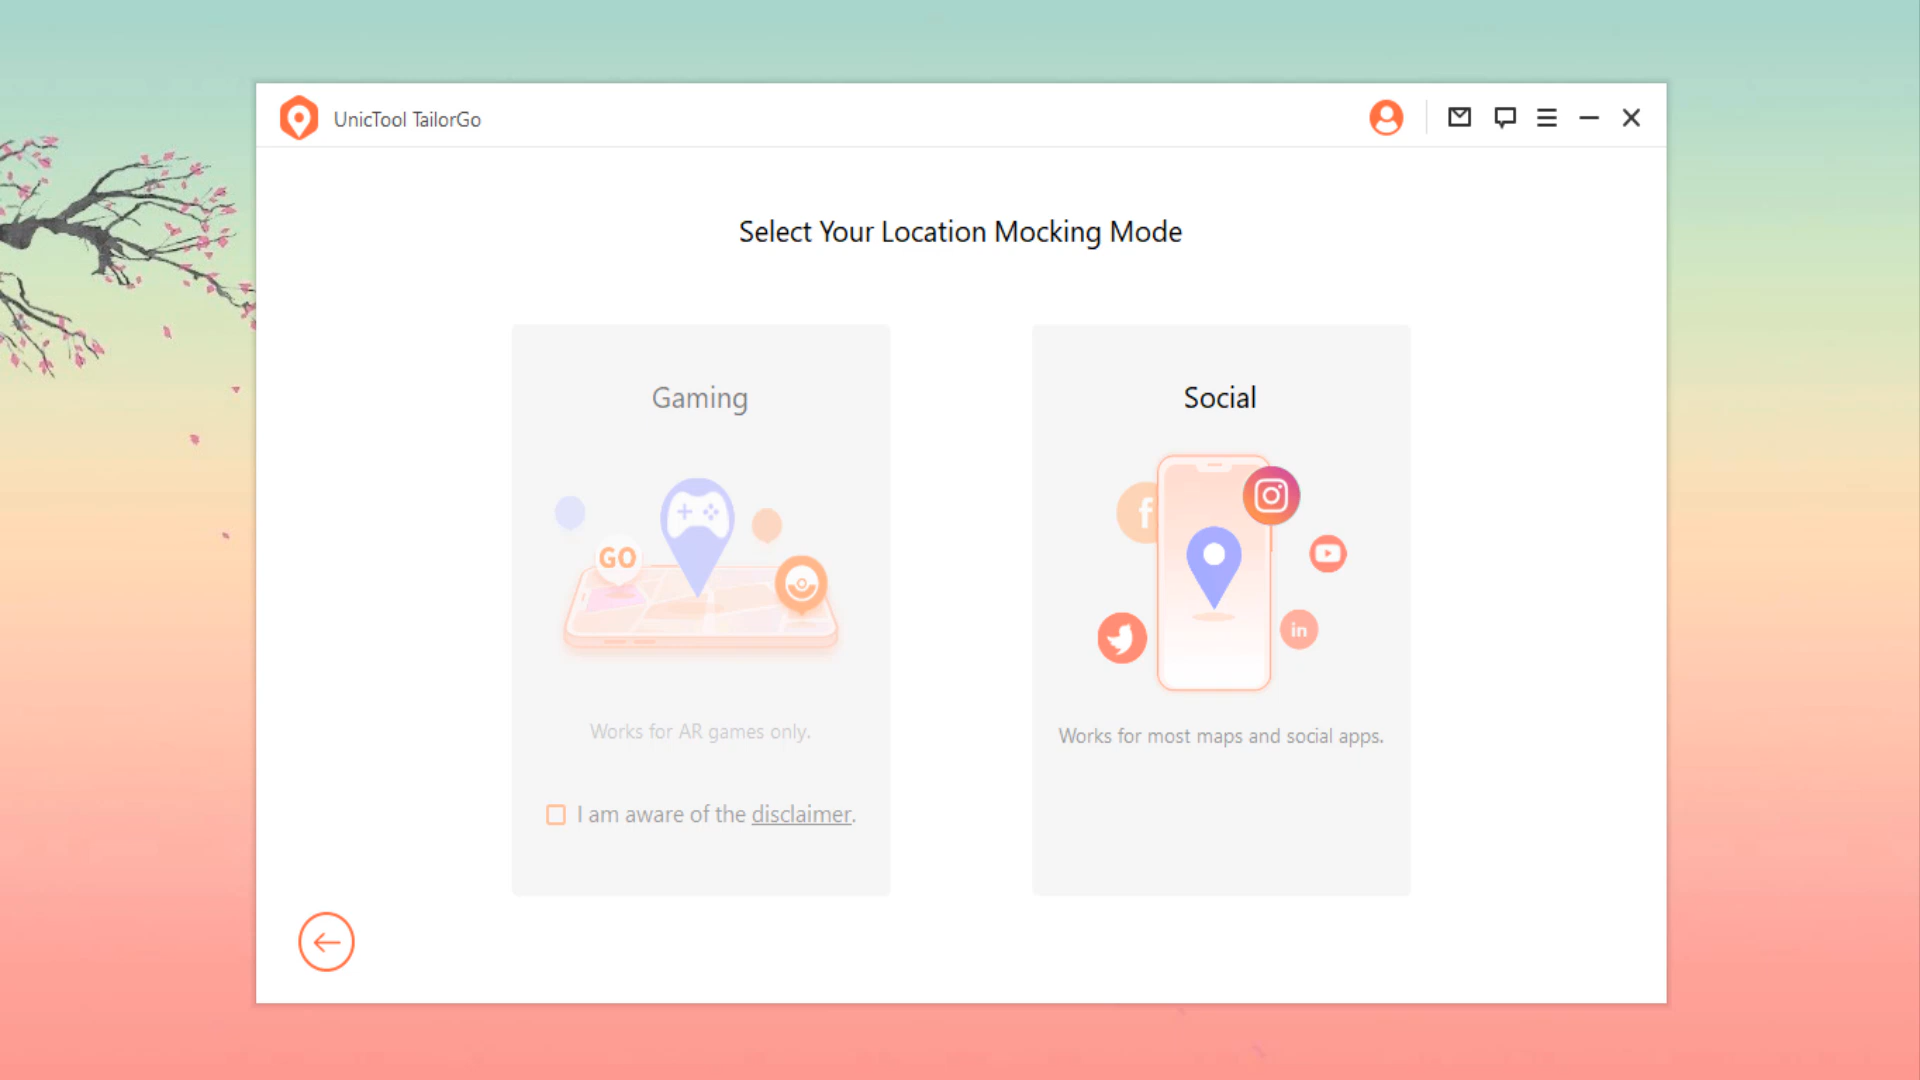 UnicTool TailorGo
Select Your Location Mocking Mode
Gaming
GO
Works for AR games only.
I am aware of the disclaimer.
Social
f
in
Works for most maps and social apps.